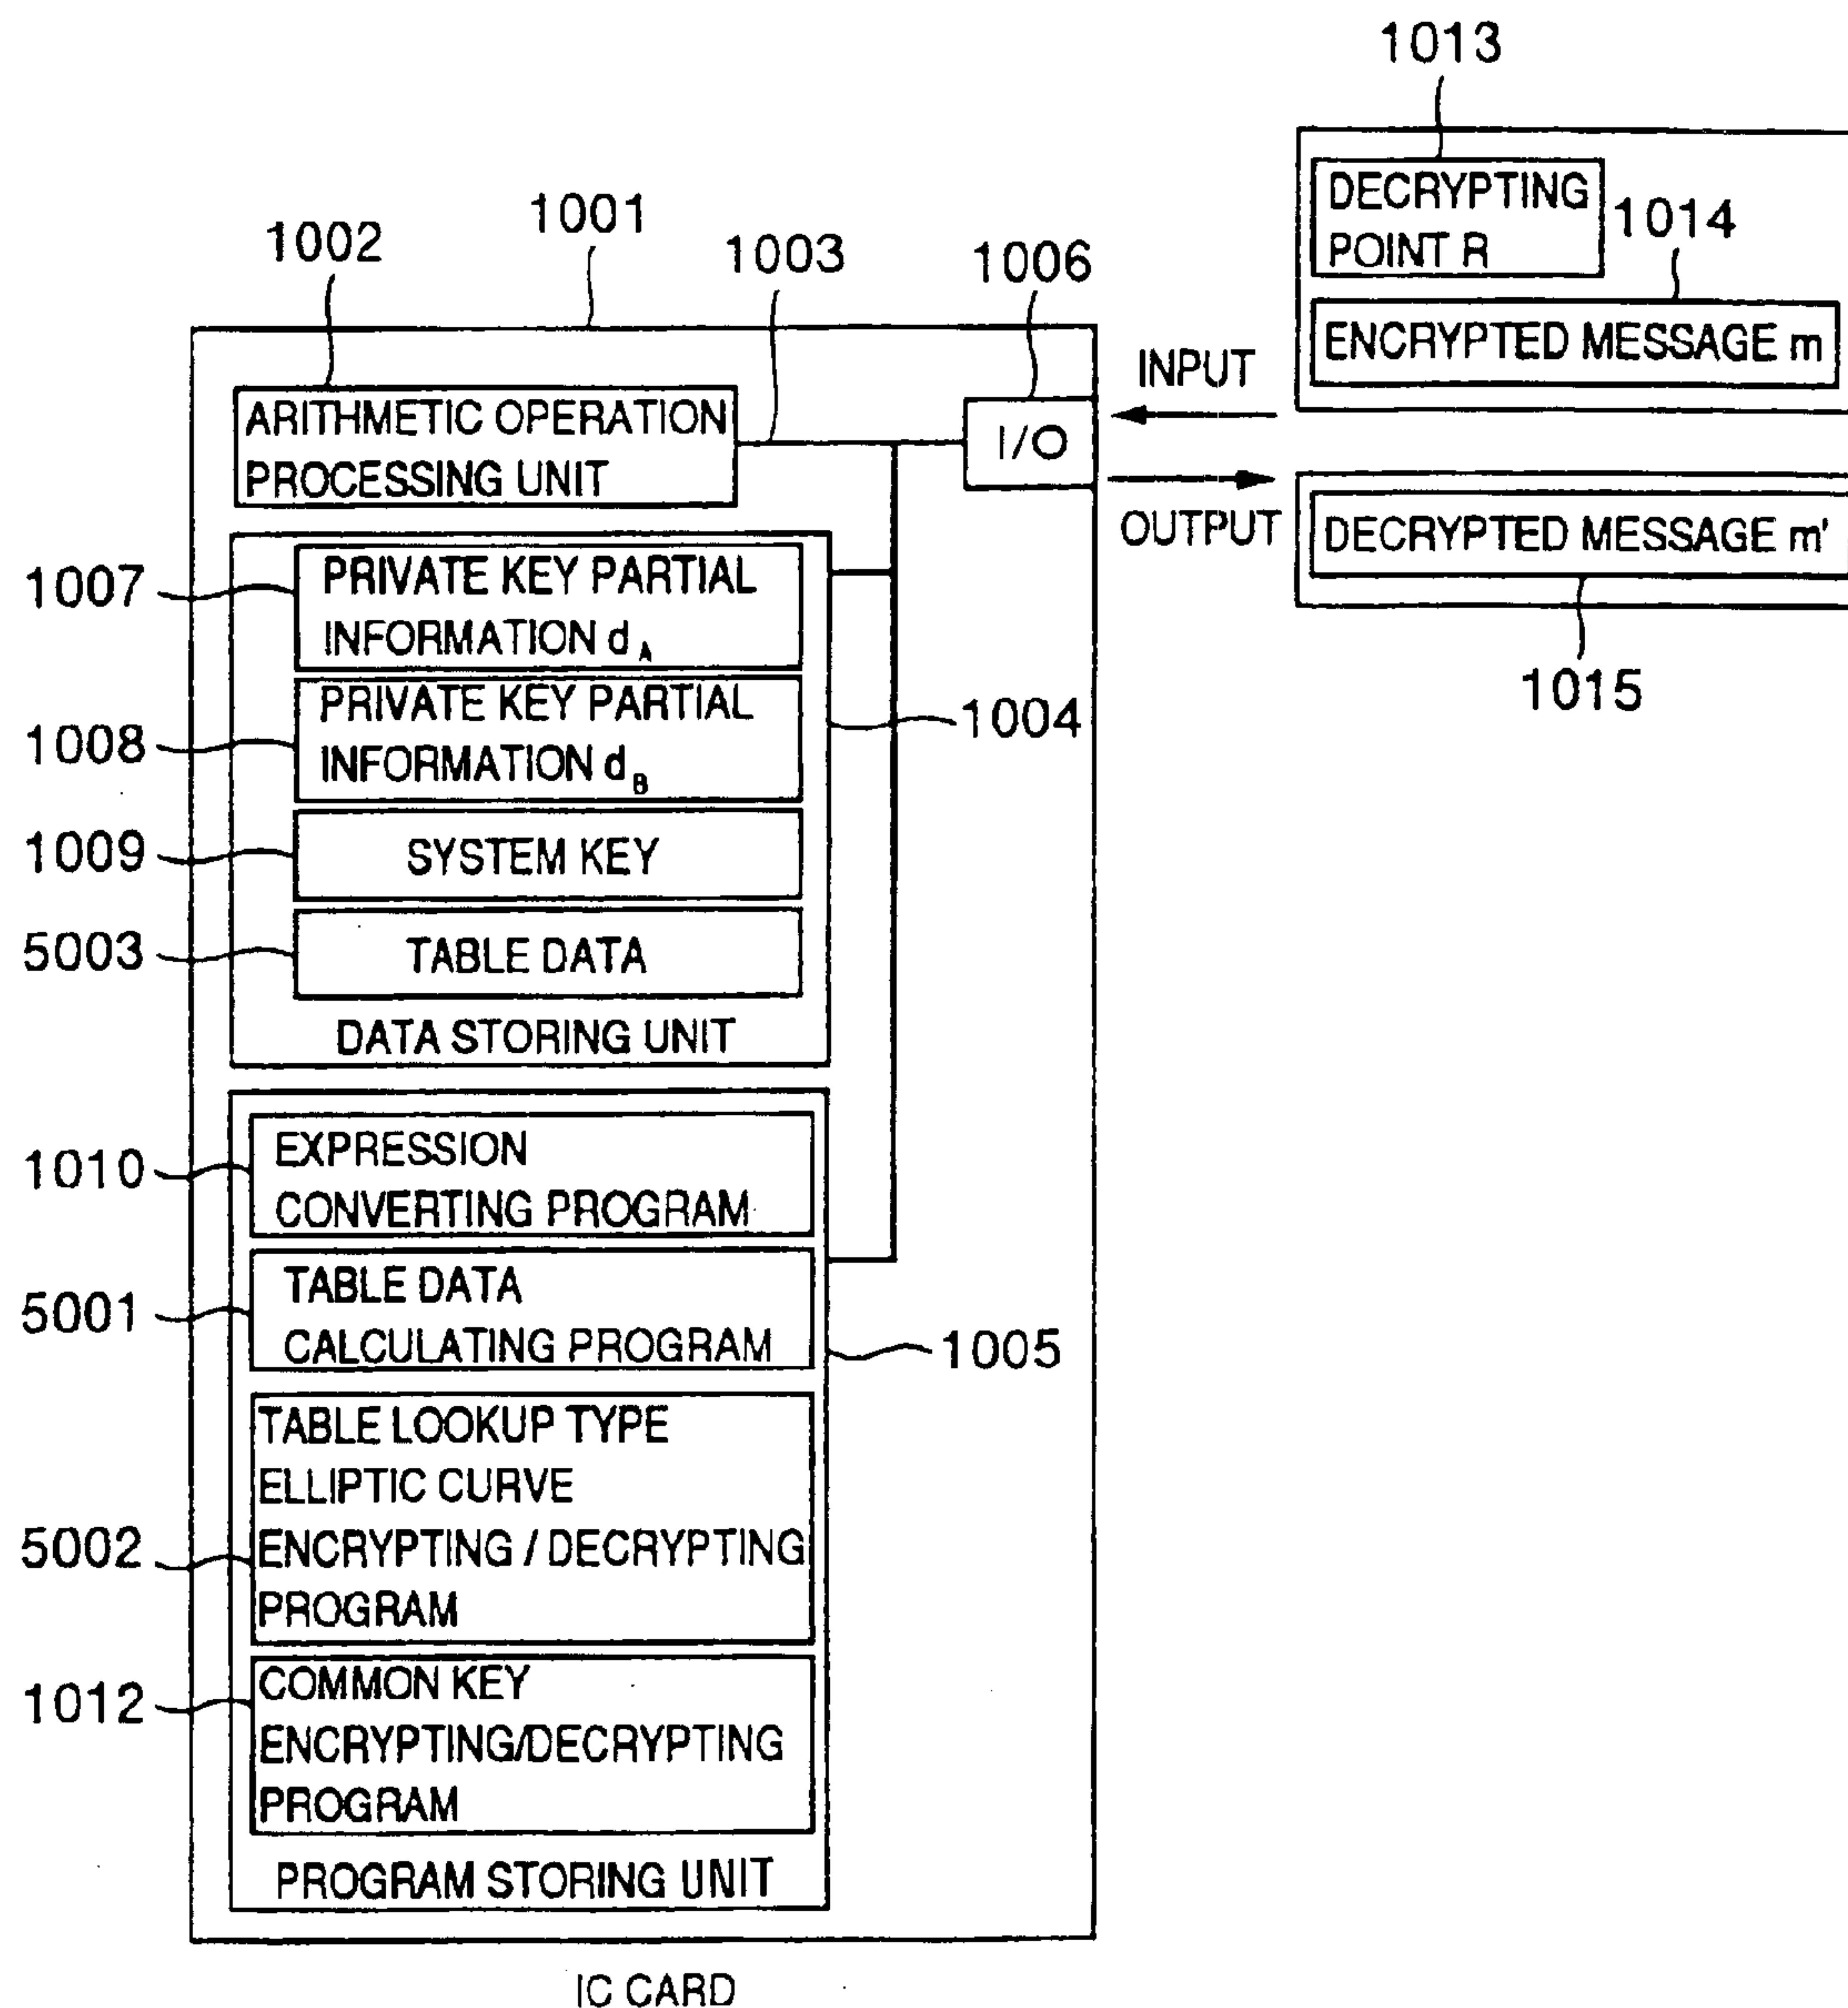 1013
DECRYPTING
POINT R
1014
ENCRYPTED MESSAGE m
1002
1001
1003
1006
INPUT
ARITHMETIC OPERATION
PROCESSING UNIT
I/O
OUTPUT
DECRYPTED MESSAGE m'
1015
1007
PRIVATE KEY PARTIAL
INFORMATION d A
1008
PRIVATE KEY PARTIAL
INFORMATION d B
1004
1009
SYSTEM KEY
5003
TABLE DATA
DATA STORING UNIT
1010
EXPRESSION
CONVERTING PROGRAM
5001
TABLE DATA
CALCULATING PROGRAM
1005
TABLE LOOKUP TYPE
ELLIPTIC CURVE
5002
ENCRYPTING / DECRYPTING
PROGRAM
1012
COMMON KEY
ENCRYPTING/DECRYPTING
PROGRAM
PROGRAM STORING UNIT
IC CARD